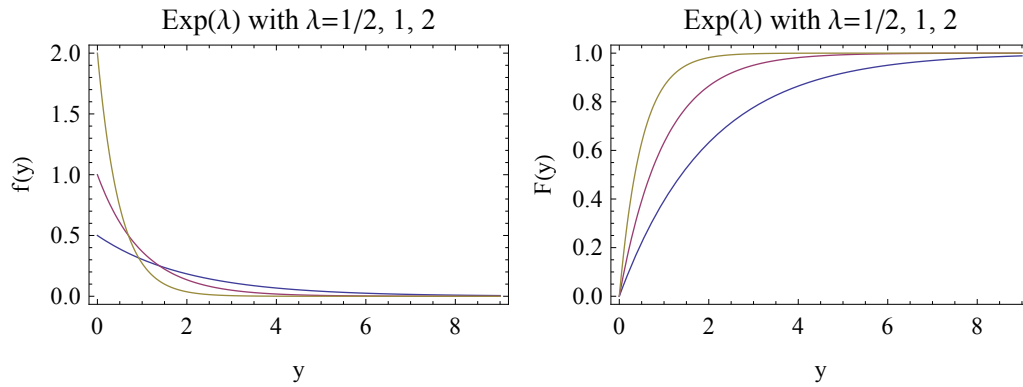 Exp(λ) with λ=1/2, 1, 2
2.0
1.5
1.0
0.5
0.0
f(y)
0 2 4 6 8
y
Exp(λ) with λ=1/2, 1, 2
1.0
0.8
0.6
0.4
0.2
0.0
F(y)
0 2 4 6 8
y